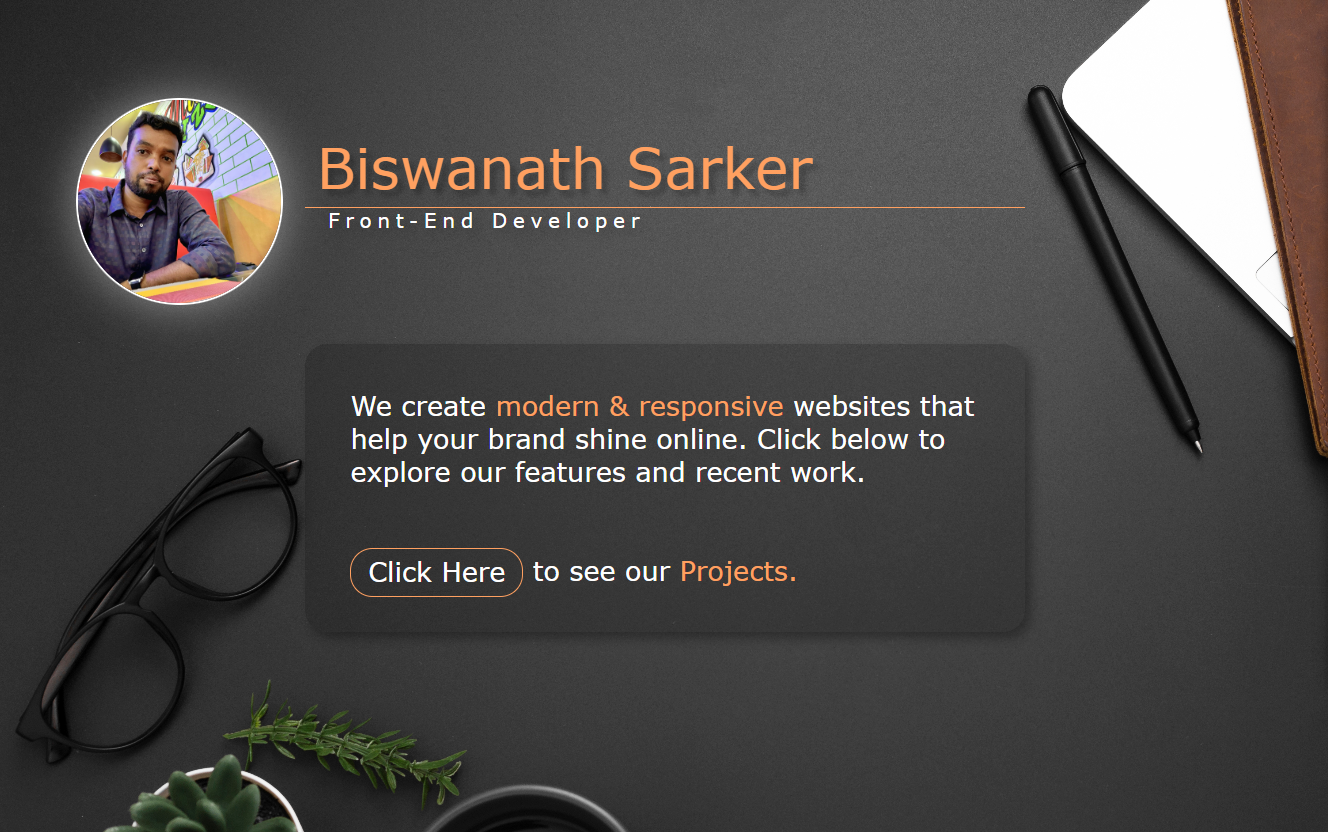 Biswanath Sarker
Front-End Developer
We create modern & responsive websites that
help your brand shine online. Click below to
explore our features and recent work.
Click Here to see our Projects.